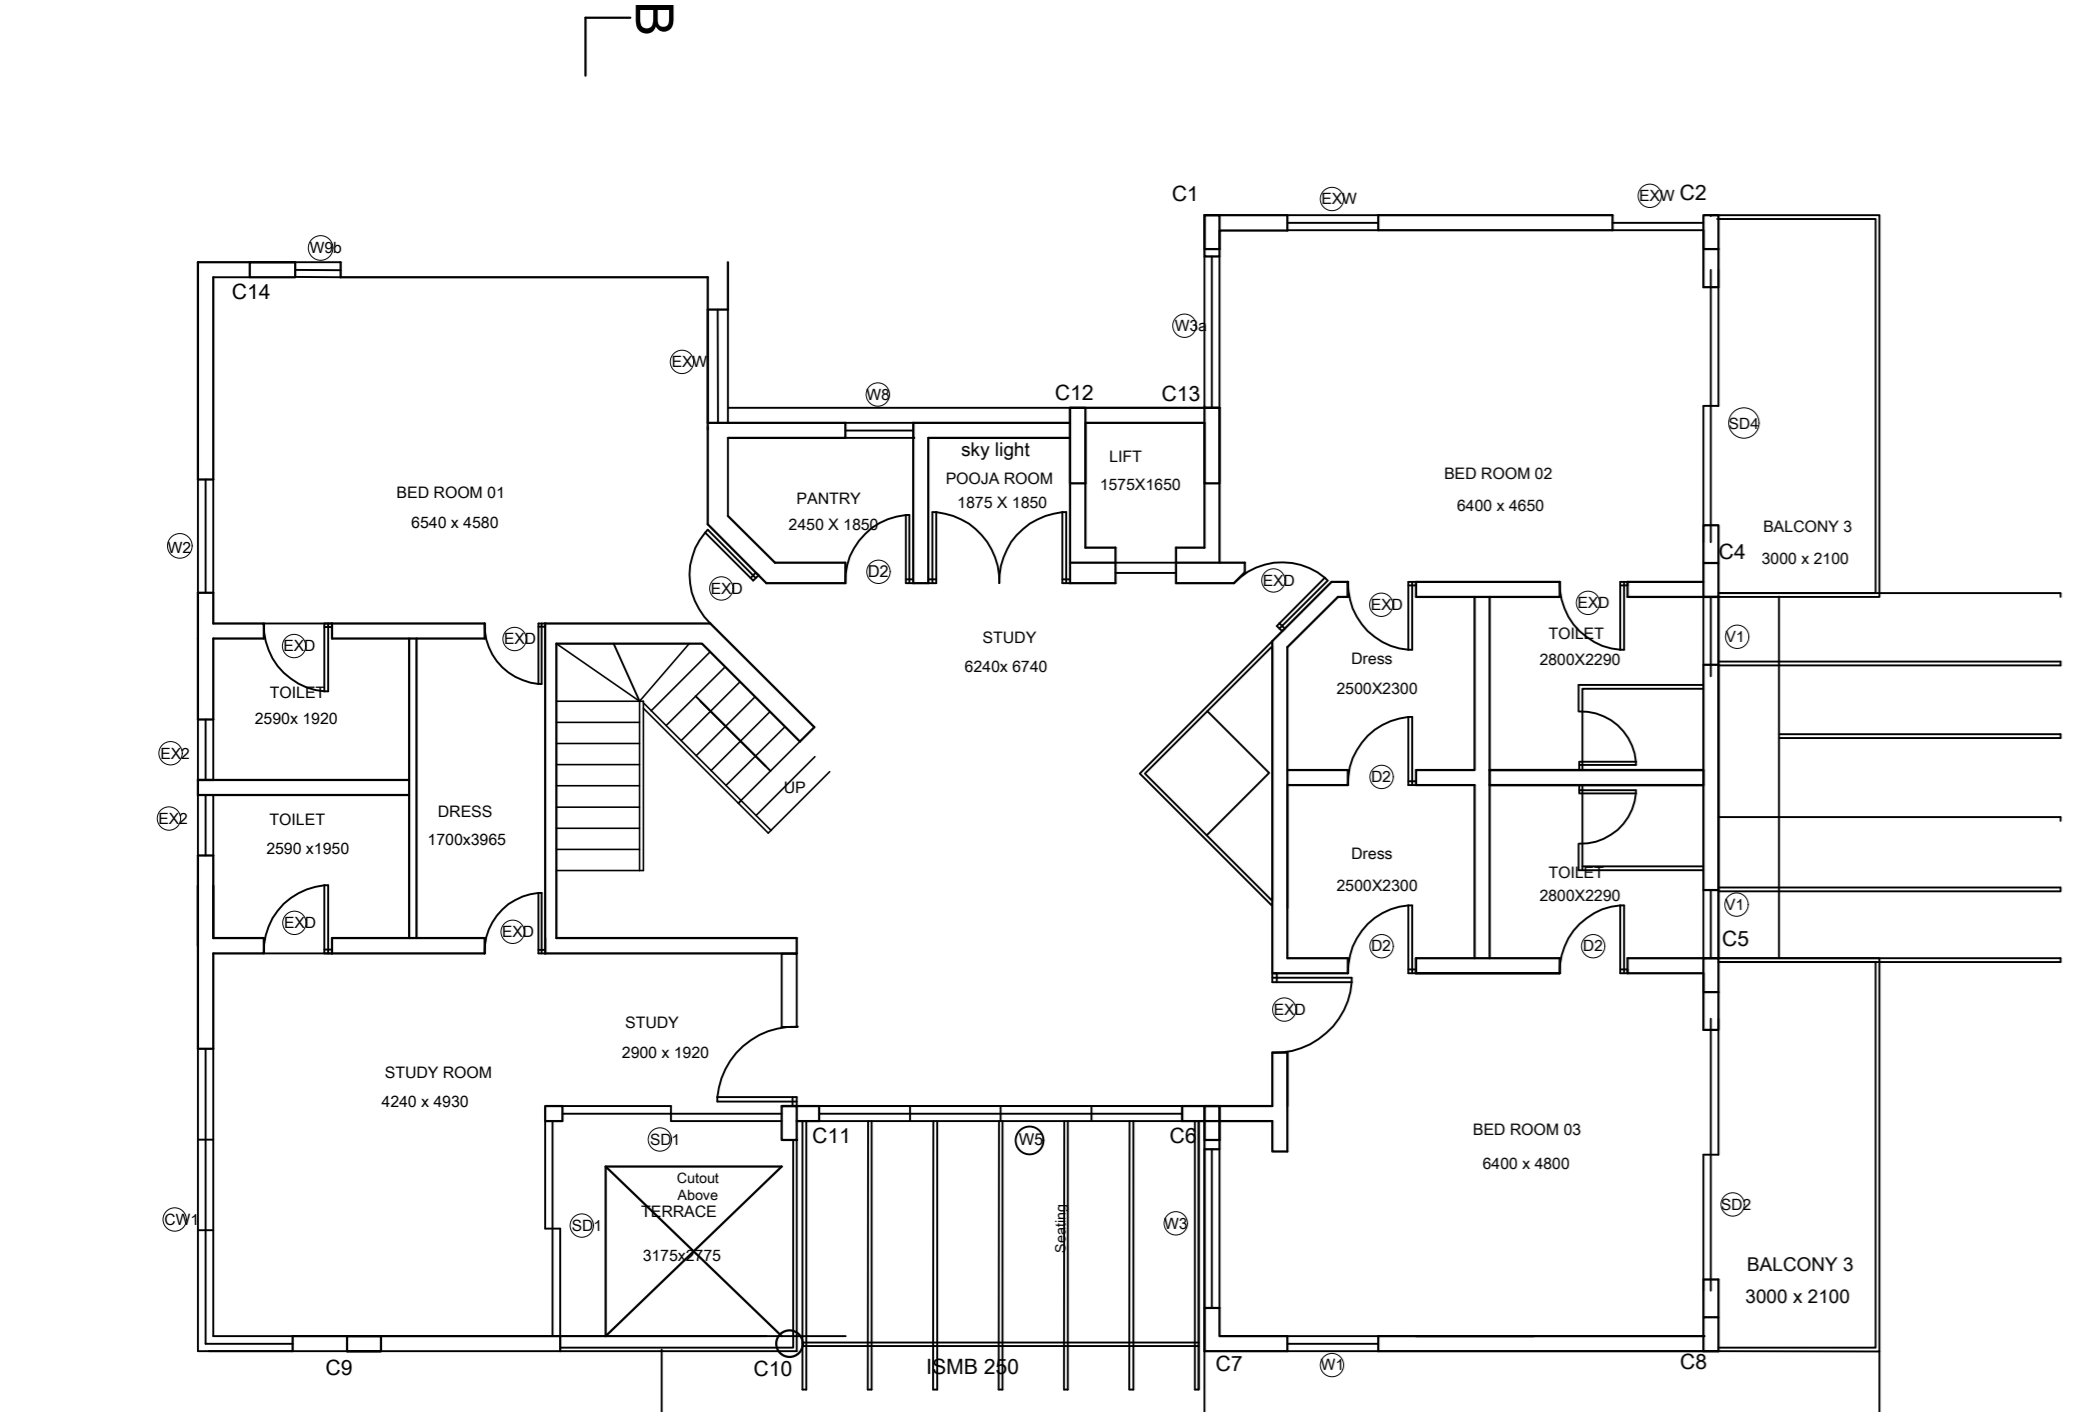 B
C1
EXW
EXW
C2
W9b
C14
W3a
EXW
W8
C12
C13
SD4
sky light
LIFT
POOJA ROOM
1575X1650
1875 X 1850
BED ROOM 01
6540 x 4580
PANTRY
2450 X 1850
BED ROOM 02
6400 x 4650
BALCONY 3
3000 x 2100
C4
W2
EXD
D2
EXD
EXD
EXD
EXD
EXD
STUDY
6240x 6740
TOILET
2800X2290
V1
Dress
2500X2300
TOILET
2590x 1920
EX2
UP
D2
EX2
TOILET
2590 x1950
DRESS
1700x3965
Dress
2500X2300
TOILET
2800X2290
V1
EXD
EXD
D2
D2
C5
EXD
STUDY
2900 x 1920
STUDY ROOM
4240 x 4930
SD1
C11
W5
C6
BED ROOM 03
6400 x 4800
Cutout
Above
TERRACE
3175x2775
SD1
CW1
Seating
W3
SD2
BALCONY 3
3000 x 2100
C9
C10
ISMB 250
C7
W1
C8